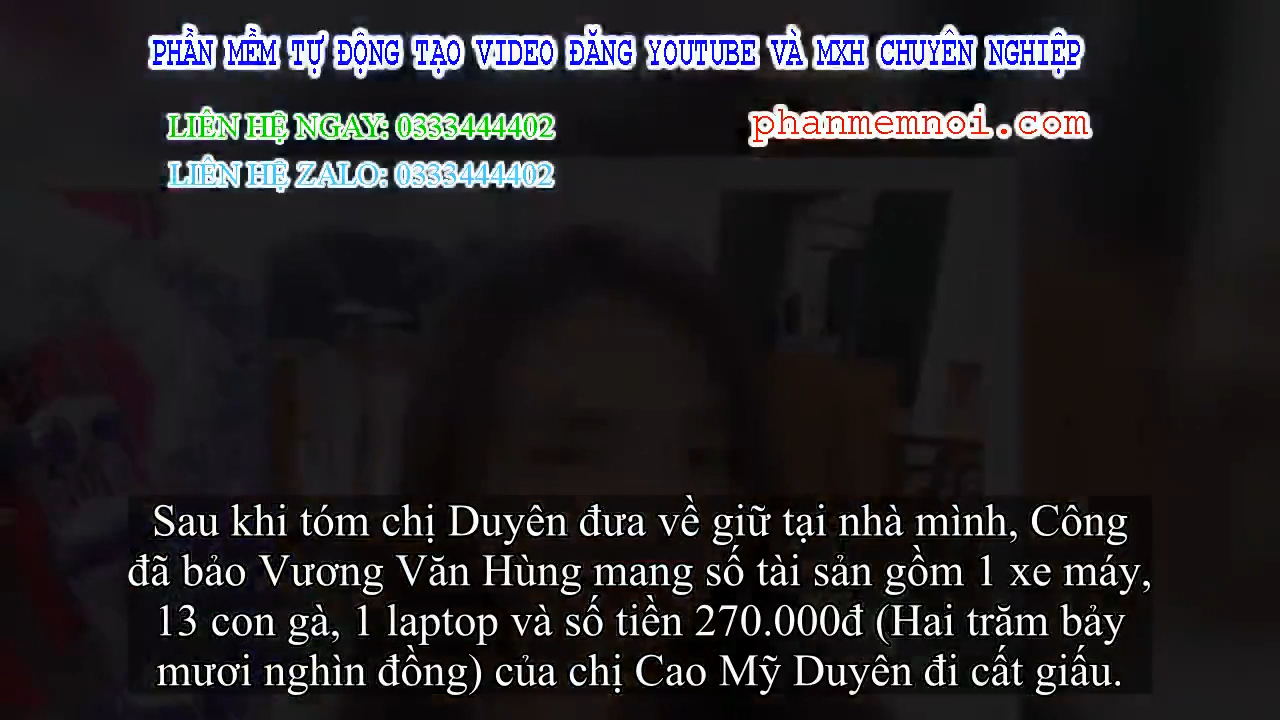 PHẦN MỀM TỰ ĐỘNG TẠO VIDEO ĐĂNG YOUTUBE VÀ MXH CHUYÊN NGHIỆP
LIÊN HỆ NGAY: 0333444402
phanmemnoi.com
LIÊN HỆ ZALO: 0333444402
Sau khi tóm chị Duyên đưa về giữ tại nhà mình, Công
đã bảo Vương Văn Hùng mang số tài sản gồm 1 xe máy,
13 con gà, 1 laptop và số tiền 270.000đ (Hai trăm bảy
mươi nghìn đồng) của chị Cao Mỹ Duyên đi cất giấu.